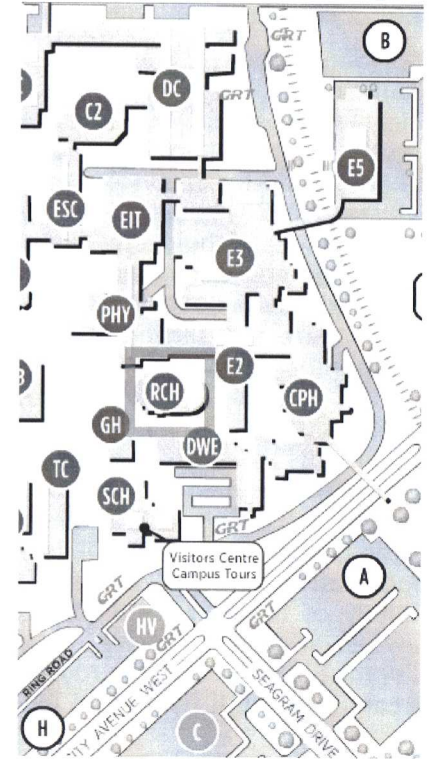 GRT
B
DC
GRT
C2
E5
ESC
EIT
E3
PHY
E2
RCH
CPH
GH
DWE
TC
SCH
GRT
Visitors Centre
Campus Tours
A
GRT
HV
GRT
GRT
RING ROAD
SEAGRAM DRIVE
ITY AVENUE WEST
H
C